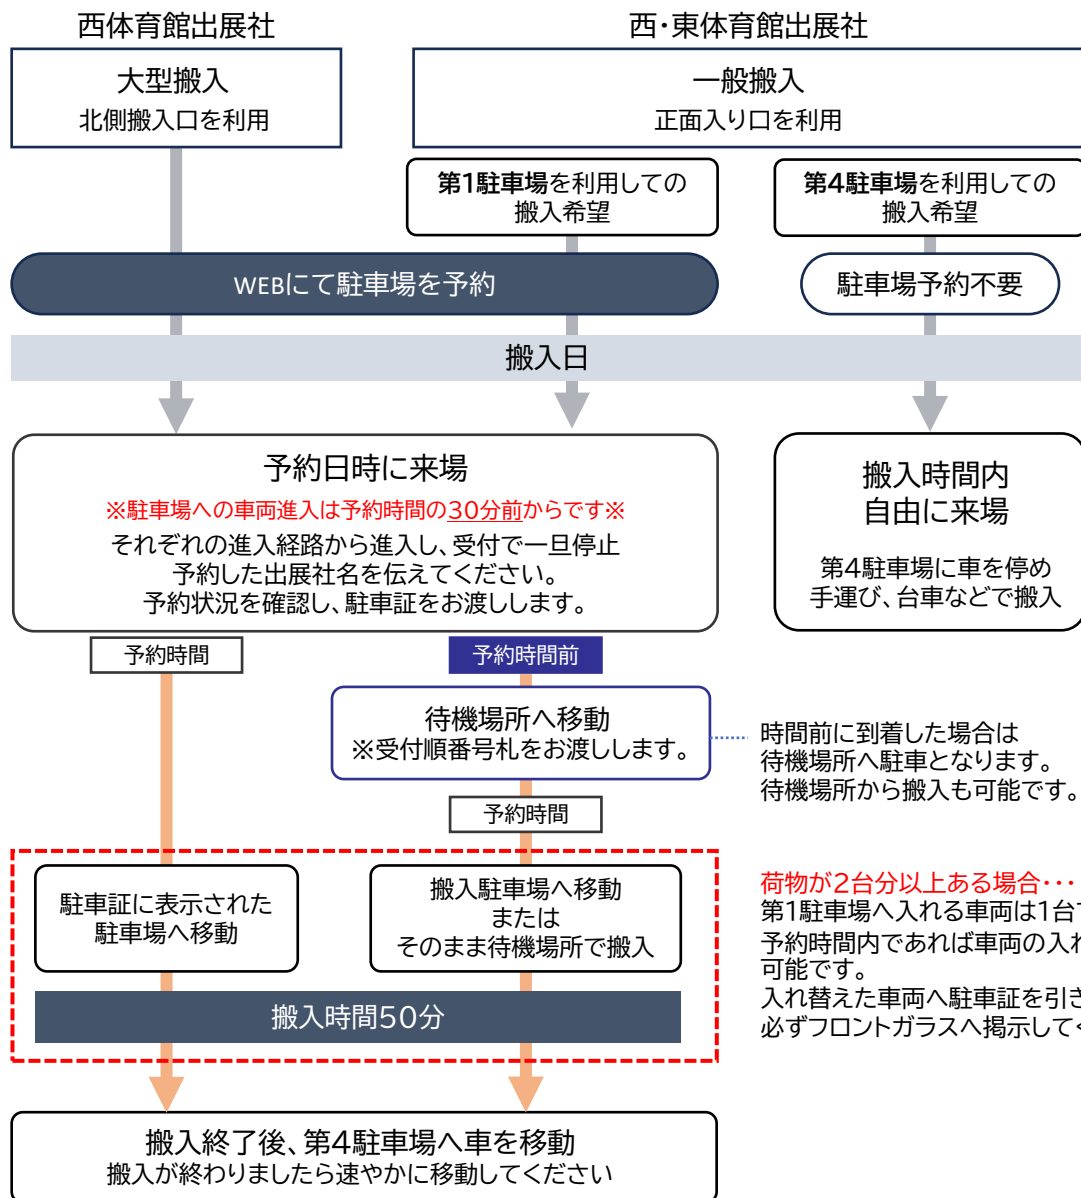 西体育館出展社
西・東体育館出展社
大型搬入
北側搬入口を利用
一般搬入
正面入り口を利用
第1駐車場を利用しての
搬入希望
第4駐車場を利用しての
搬入希望
WEBにて駐車場を予約
駐車場予約不要
搬入日
予約日時に来場
※駐車場への車両進入は予約時間の30分前からです※
それぞれの進入経路から進入し、受付で一旦停止
予約した出展社名を伝えてください。
予約状況を確認し、駐車証をお渡しします。
搬入時間内
自由に来場
第4駐車場に車を停め
手運び、台車などで搬入
予約時間
予約時間前
待機場所へ移動
※受付順番号札をお渡しします。
時間前に到着した場合は
待機場所へ駐車となります。
待機場所から搬入も可能です。
予約時間
駐車証に表示された
駐車場へ移動
搬入駐車場へ移動
または
そのまま待機場所で搬入
搬入時間50分
荷物が2台分以上ある場合・・・
第1駐車場へ入れる車両は1台
予約時間内であれば車両の入れ
可能です。
入れ替えた車両へ駐車証を引き
必ずフロントガラスへ掲示して
搬入終了後、第4駐車場へ車を移動
搬入が終わりましたら速やかに移動してください